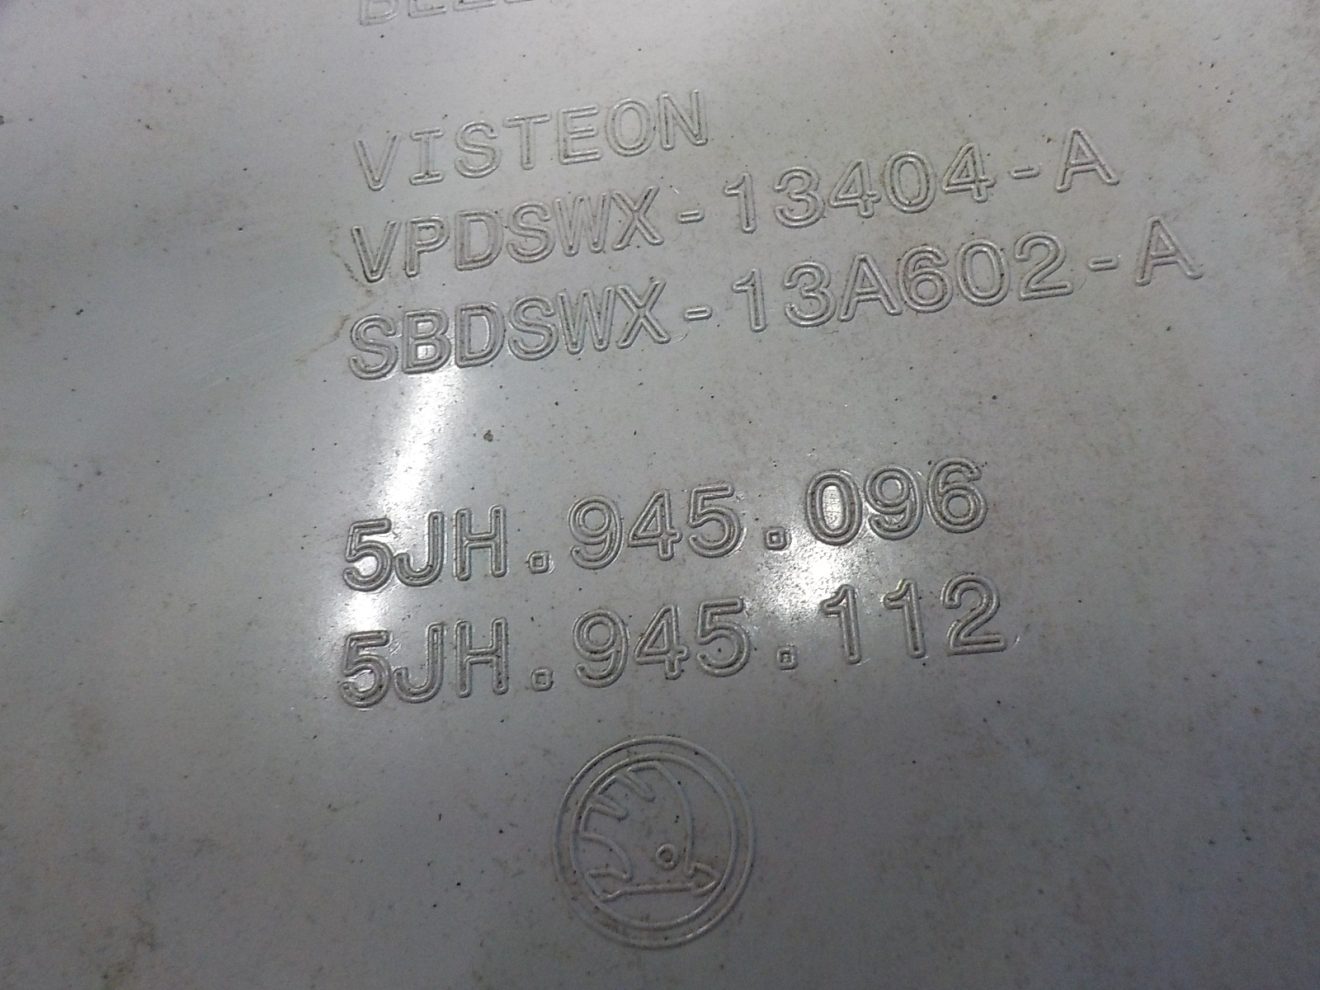 VISTEON
VPDSWX-13404-A
SBDSWX-13A602-A
5JH.945.096
5JH.945.112